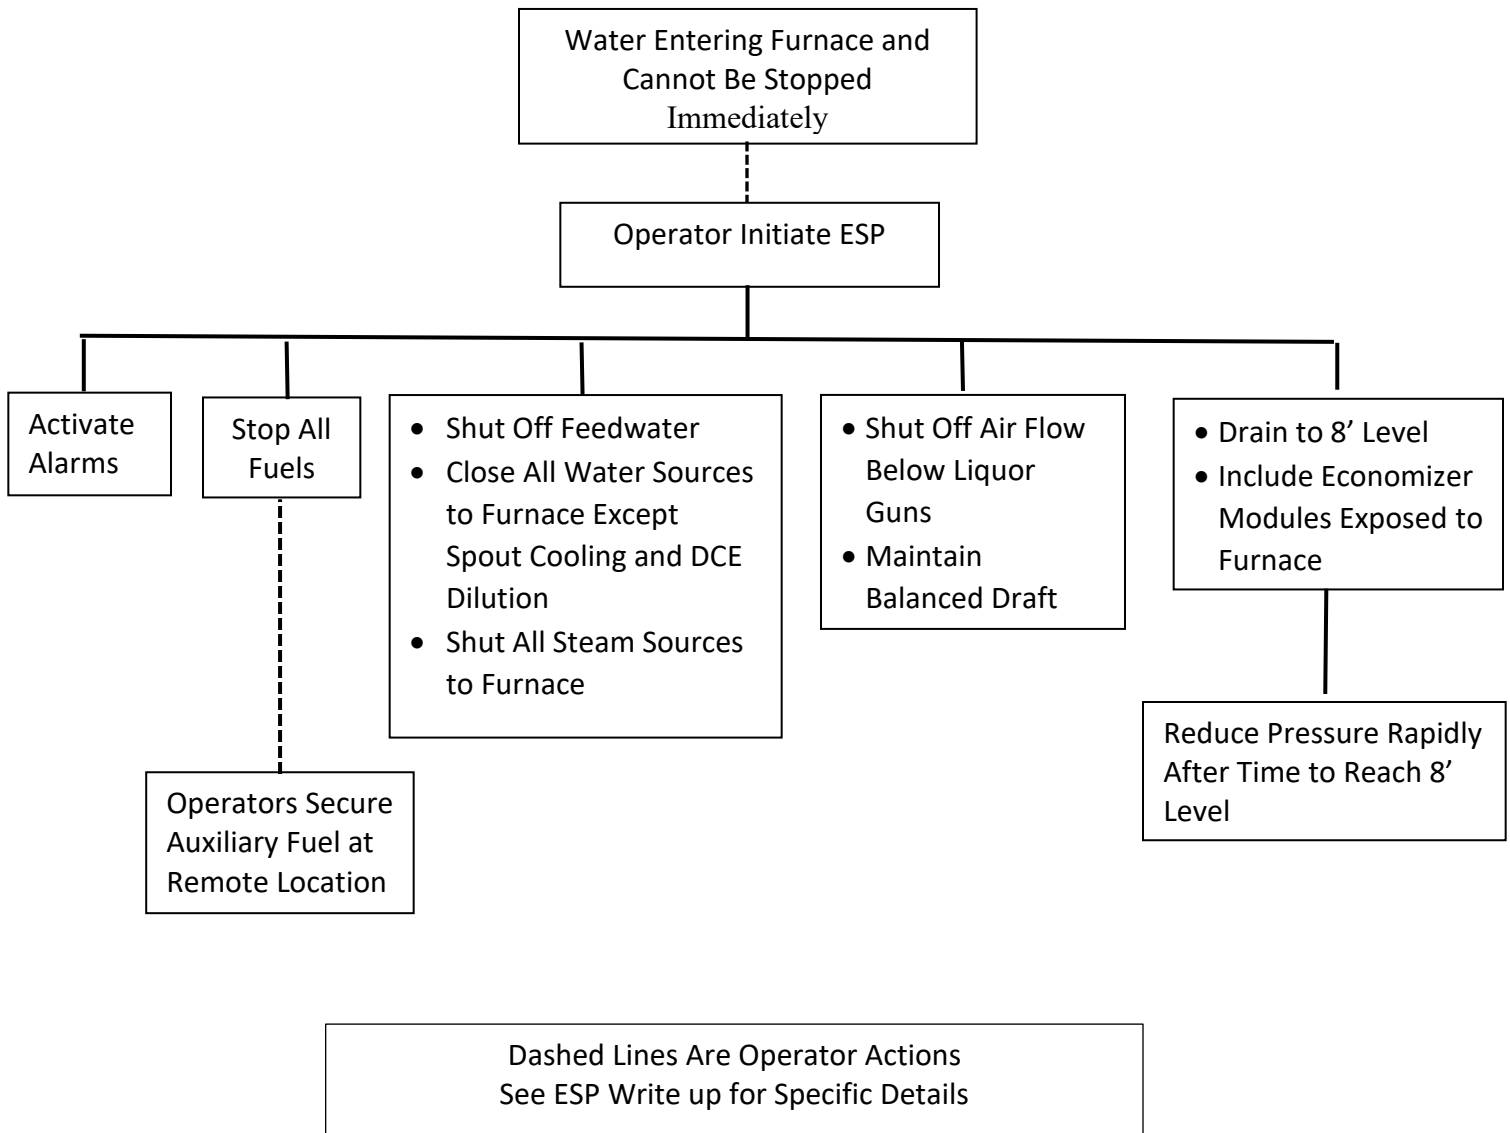 Water Entering Furnace and
Cannot Be Stopped
Immediately
Operator Initiate ESP
Activate
Alarms
Stop All
Fuels
• Shut Off Feedwater
• Close All Water Sources
to Furnace Except
Spout Cooling and DCE
Dilution
• Shut All Steam Sources
to Furnace
• Shut Off Air Flow
Below Liquor
Guns
• Maintain
Balanced Draft
• Drain to 8’ Level
• Include Economizer
Modules Exposed to
Furnace
Operators Secure
Auxiliary Fuel at
Remote Location
Reduce Pressure Rapidly
After Time to Reach 8’
Level
Dashed Lines Are Operator Actions
See ESP Write up for Specific Details